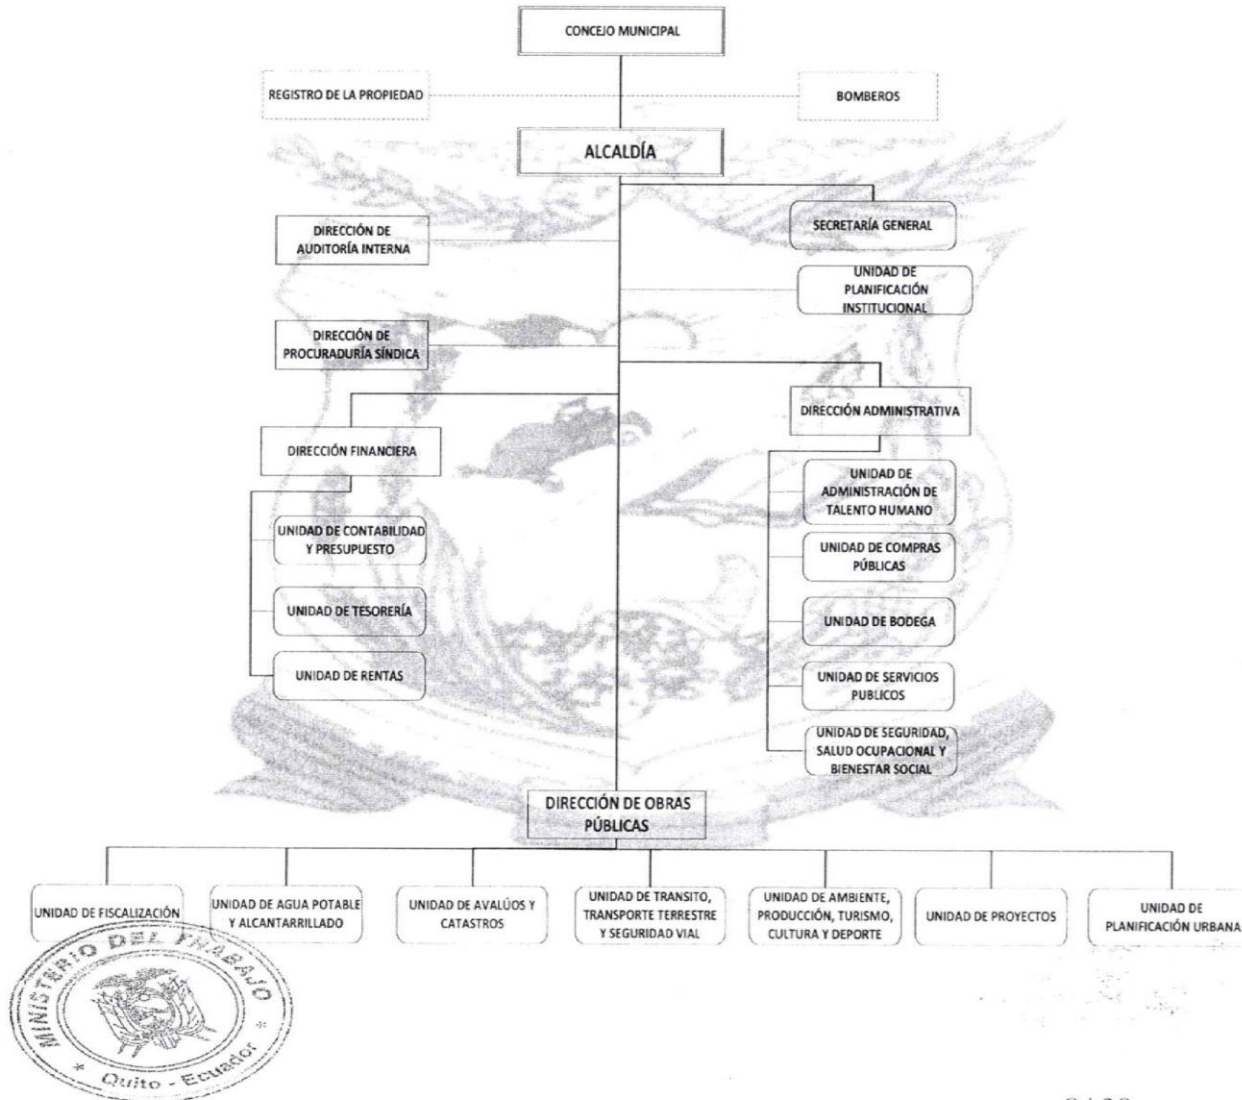 CONCEJO MUNICIPAL
REGISTRO DE LA PROPIEDAD
BOMBEROS
ALCALDÍA
SECRETARÍA GENERAL
DIRECCIÓN DE
AUDITORÍA INTERNA
UNIDAD DE
PLANIFICACIÓN
INSTITUCIONAL
DIRECCIÓN DE
PROCURADURÍA SÍNDICA
DIRECCIÓN ADMINISTRATIVA
DIRECCIÓN FINANCIERA
UNIDAD DE
ADMINISTRACIÓN DE
TALENTO HUMANO
UNIDAD DE CONTABILIDAD
Y PRESUPUESTO
UNIDAD DE COMPRAS
PÚBLICAS
UNIDAD DE TESORERÍA
UNIDAD DE BODEGA
UNIDAD DE RENTAS
UNIDAD DE SERVICIOS
PUBLICOS
UNIDAD DE SEGURIDAD,
SALUD OCUPACIONAL Y
BIENESTAR SOCIAL
DIRECCIÓN DE OBRAS
PÚBLICAS
UNIDAD DE FISCALIZACIÓN
UNIDAD DE AGUA POTABLE
Y ALCANTARRILLADO
UNIDAD DE AVALÚOS Y
CATASTROS
UNIDAD DE TRANSITO,
TRANSPORTE TERRESTRE
Y SEGURIDAD VIAL
UNIDAD DE AMBIENTE,
PRODUCCIÓN, TURISMO,
CULTURA Y DEPORTE
UNIDAD DE PROYECTOS
UNIDAD DE
PLANIFICACIÓN URBANA
MINISTERIO DEL TRABAJO
* Quito - Ecuador *